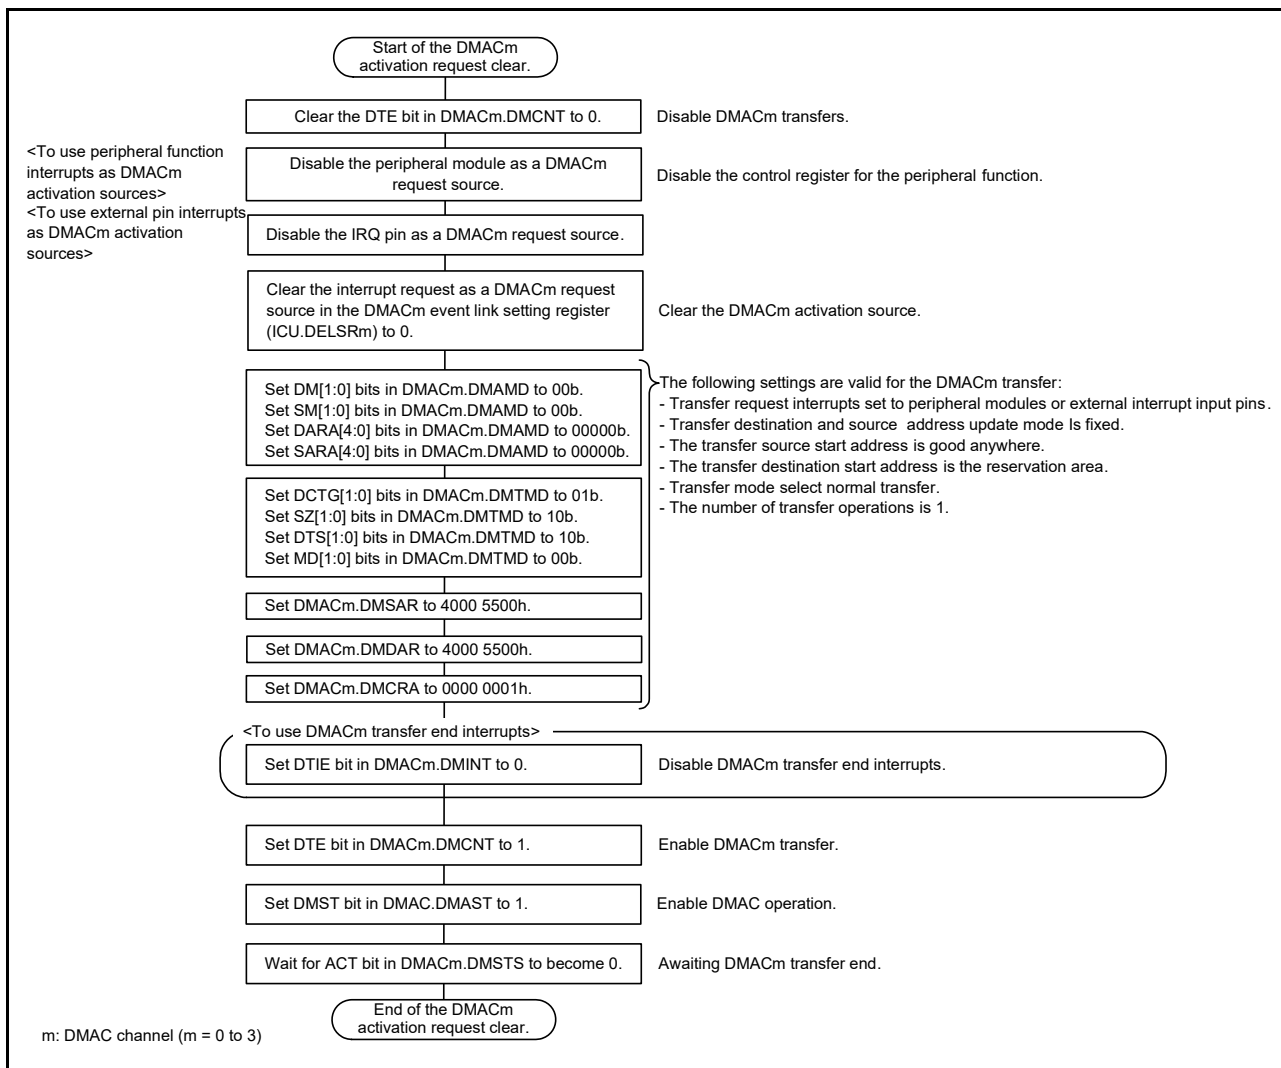 Start of the DMACm
activation request clear.
Clear the DTE bit in DMACm.DMCNT to 0.
Disable DMACm transfers.
<To use peripheral function
interrupts as DMACm
activation sources>
Disable the peripheral module as a DMACm
request source.
Disable the control register for the peripheral function.
<To use external pin interrupts
as DMACm activation
sources>
Disable the IRQ pin as a DMACm request source.
Clear the interrupt request as a DMACm request
source in the DMACm event link setting register
(ICU.DELSRm) to 0.
Clear the DMACm activation source.
Set DM[1:0] bits in DMACm.DMAMD to 00b.
Set SM[1:0] bits in DMACm.DMAMD to 00b.
Set DARA[4:0] bits in DMACm.DMAMD to 00000b.
Set SARA[4:0] bits in DMACm.DMAMD to 00000b.
The following settings are valid for the DMACm transfer:
- Transfer request interrupts set to peripheral modules or external interrupt input pins.
- Transfer destination and source address update mode Is fixed.
- The transfer source start address is good anywhere.
- The transfer destination start address is the reservation area.
- Transfer mode select normal transfer.
- The number of transfer operations is 1.
Set DCTG[1:0] bits in DMACm.DMTMD to 01b.
Set SZ[1:0] bits in DMACm.DMTMD to 10b.
Set DTS[1:0] bits in DMACm.DMTMD to 10b.
Set MD[1:0] bits in DMACm.DMTMD to 00b.
Set DMACm.DMSAR to 4000 5500h.
Set DMACm.DMDAR to 4000 5500h.
Set DMACm.DMCRA to 0000 0001h.
<To use DMACm transfer end interrupts>
Set DTIE bit in DMACm.DMINT to 0.
Disable DMACm transfer end interrupts.
Set DTE bit in DMACm.DMCNT to 1.
Enable DMACm transfer.
Set DMST bit in DMAC.DMAST to 1.
Enable DMAC operation.
Wait for ACT bit in DMACm.DMSTS to become 0.
Awaiting DMACm transfer end.
End of the DMACm
activation request clear.
m: DMAC channel (m = 0 to 3)